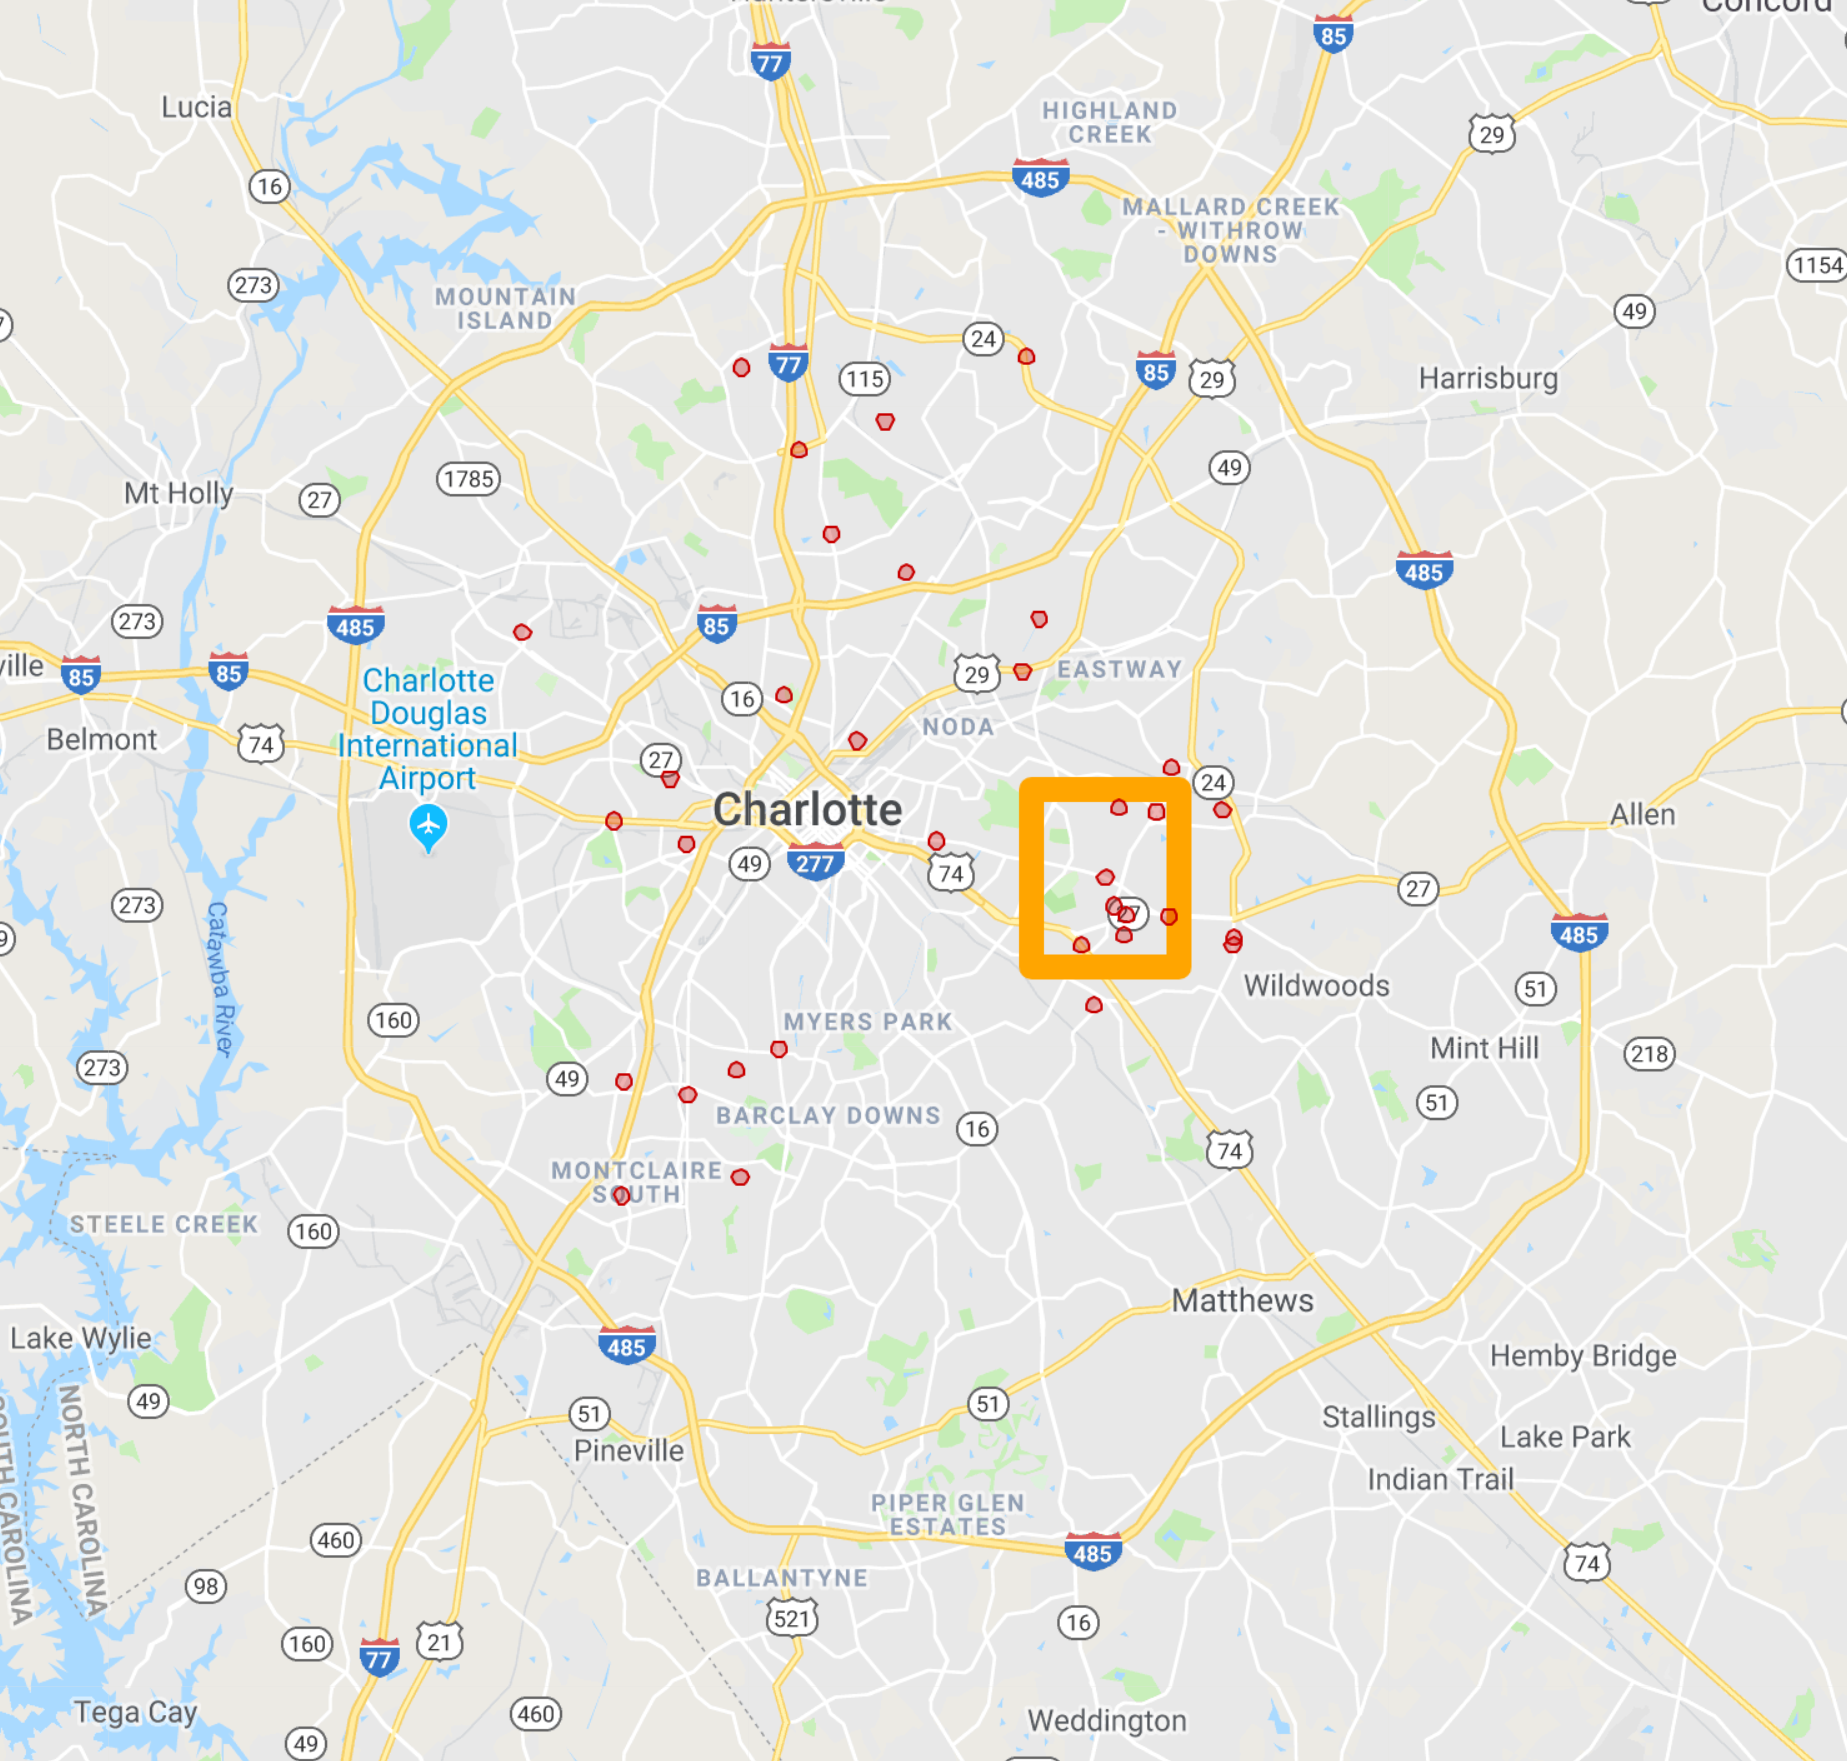 Lucia
77
85
29
HIGHLAND
CREEK
485
16
MALLARD CREEK
- WITHROW
DOWNS
273
1154
MOUNTAIN
ISLAND
49
24
77
115
85
29
Harrisburg
49
1785
Mt Holly
27
485
273
485
85
85
85
Charlotte
Douglas
International
Airport
29
EASTWAY
16
NODA
Belmont
74
27
24
Charlotte
Allen
49
277
74
27
273
485
Catawba River
Wildwoods
51
160
MYERS PARK
Mint Hill
218
273
49
51
BARCLAY DOWNS
16
74
MONTCLAIRE
SOUTH
STEELE CREEK
160
Matthews
Lake Wylie
485
Hemby Bridge
49
51
51
Stallings
Lake Park
Pineville
Indian Trail
NORTH CAROLINA
SOUTH CAROLINA
PIPER GLEN
ESTATES
460
485
74
98
BALLANTYNE
521
16
160
21
77
Tega Cay
460
Weddington
49